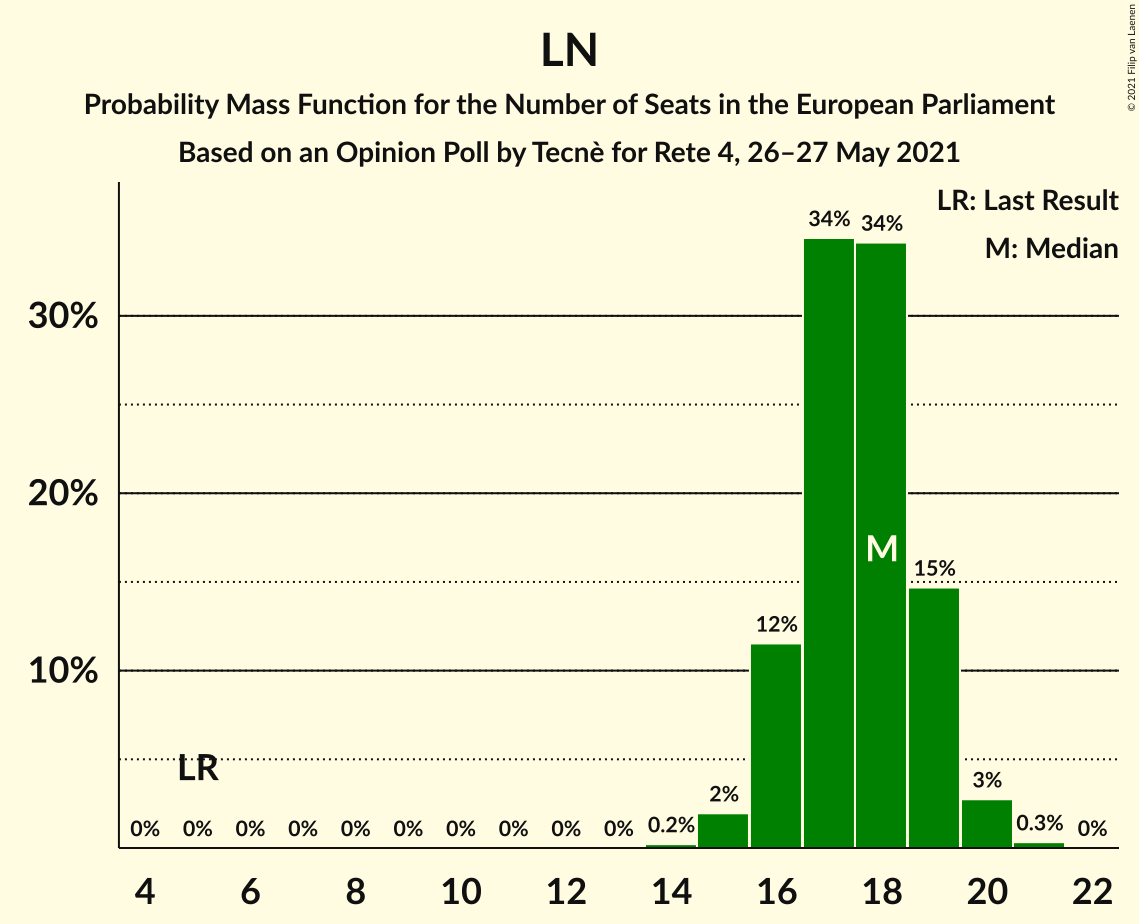 LN
Probability Mass Function for the Number of Seats in the European Parliament
Based on an Opinion Poll by Tecnè for Rete 4, 26–27 May 2021
© 2021 Filip van Laenen
LR: Last Result
M: Median
34% 34%
30%
20%
M
15%
12%
10%
LR
3%
2%
0% 0% 0% 0% 0% 0% 0% 0% 0% 0% 0.2% 0.3% 0%
4 6 8 10 12 14 16 18 20 22